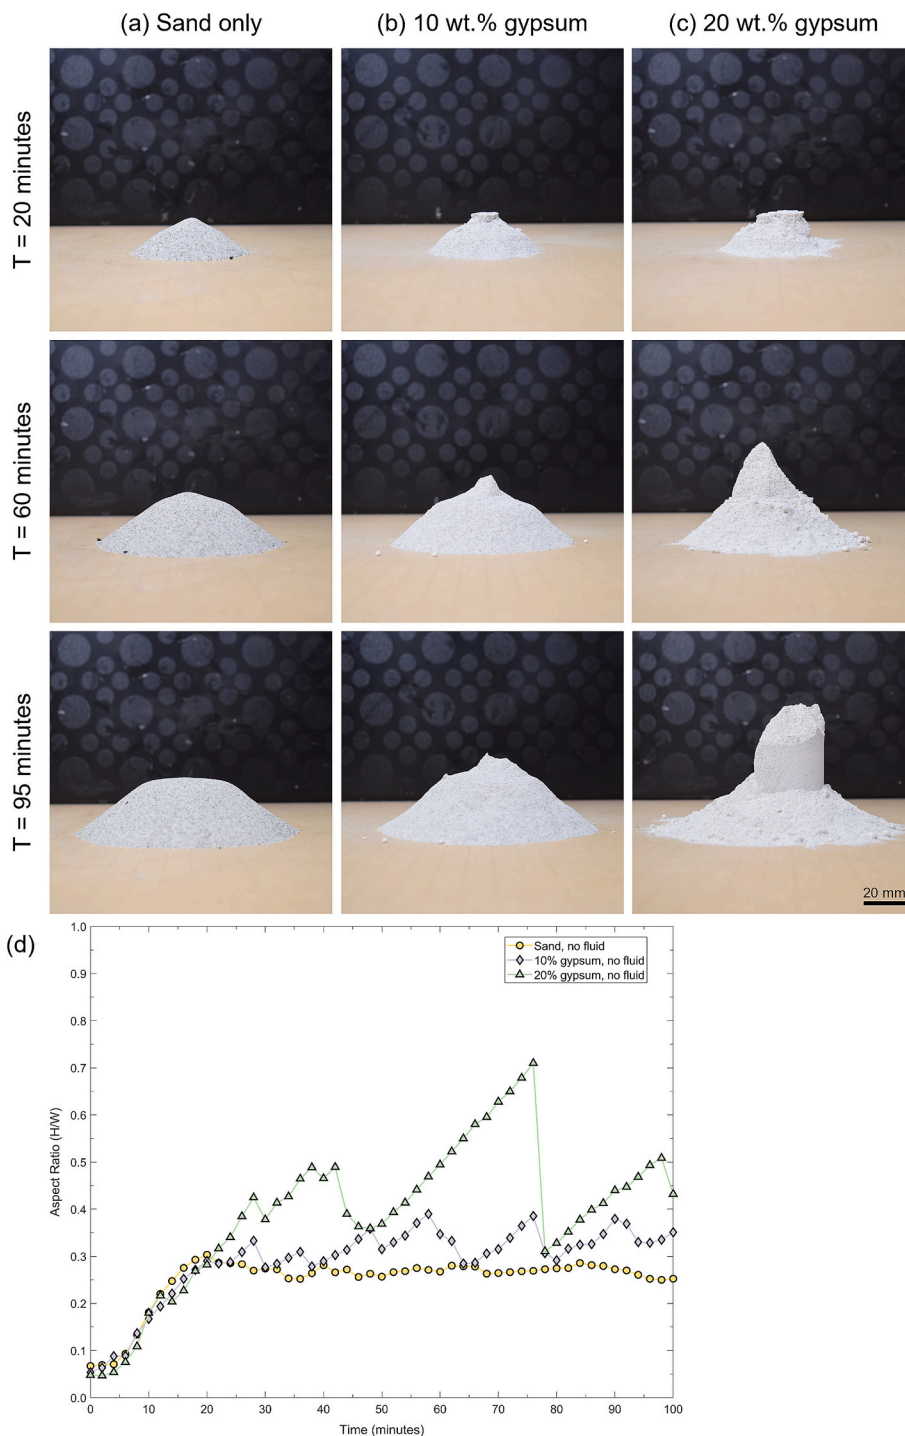 (a) Sand only
(b) 10 wt.% gypsum
(c) 20 wt.% gypsum
T = 20 minutes
T = 60 minutes
T = 95 minutes
20 mm
(d)
1.0
0.9
0.8
0.7
0.6
0.5
0.4
0.3
0.2
0.1
0.0
Aspect Ratio (H/W)
Sand, no fluid
10% gypsum, no fluid
20% gypsum, no fluid
0 10 20 30 40 50 60 70 80 90 100
Time (minutes)